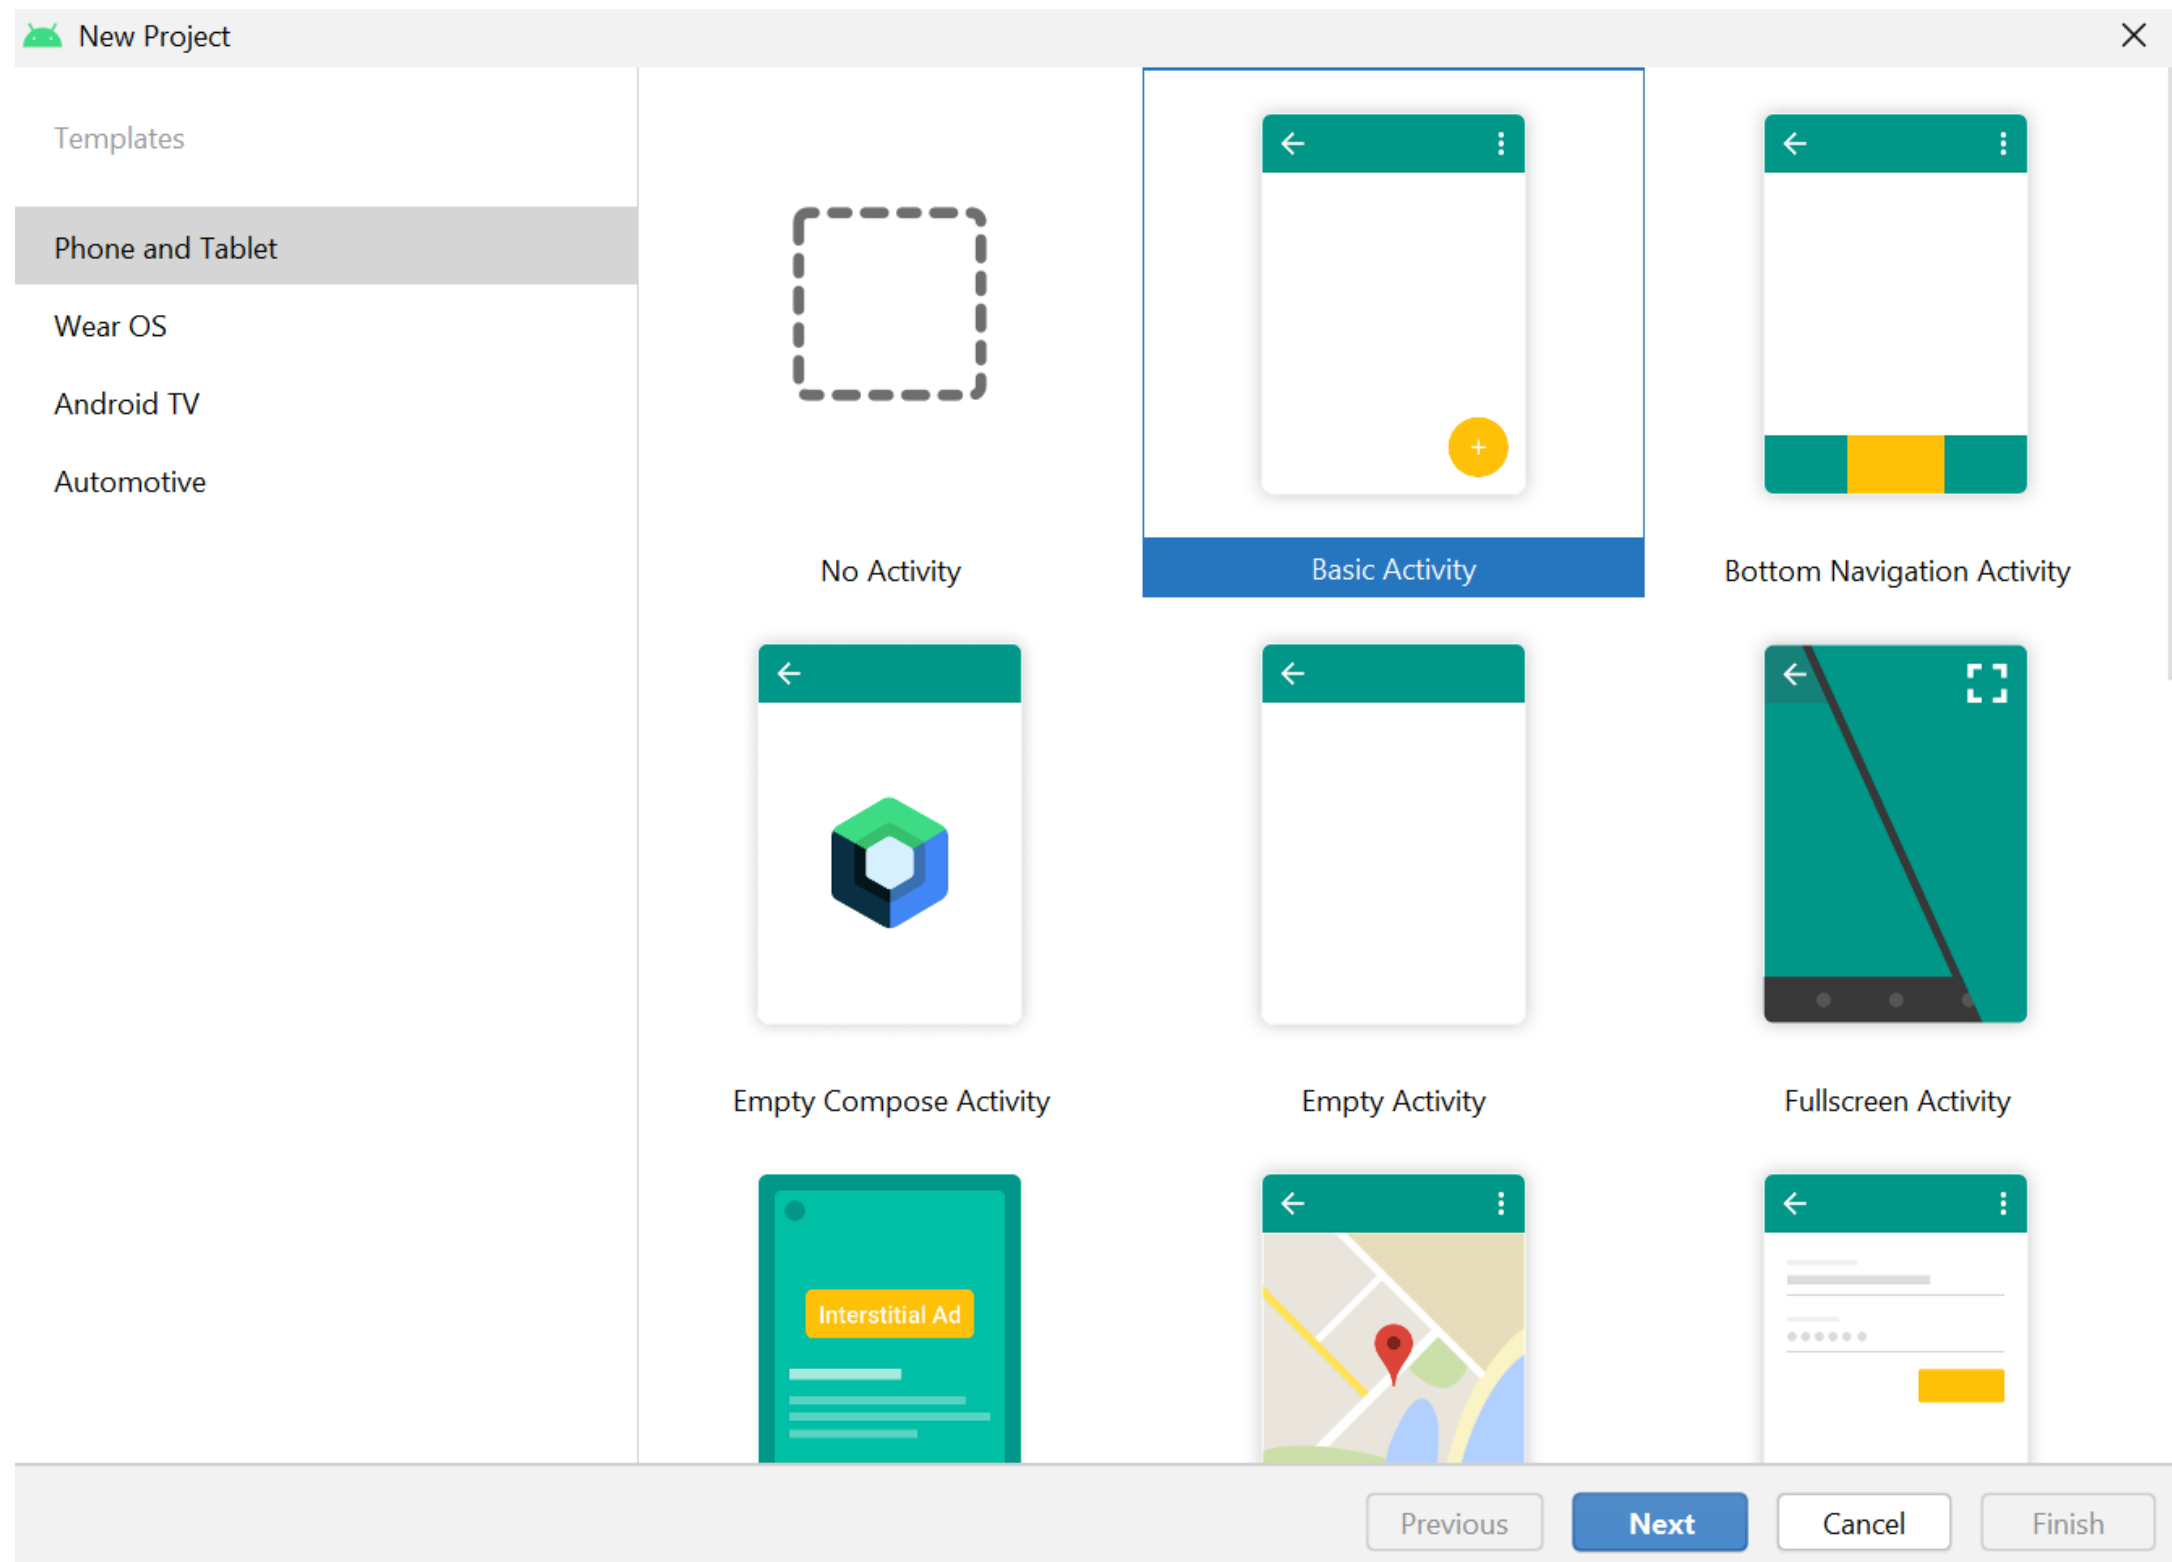 New Project
Templates
Phone and Tablet
Wear OS
Android TV
Automotive
No Activity
Basic Activity
Bottom Navigation Activity
Empty Compose Activity
Empty Activity
Fullscreen Activity
Interstitial Ad
Previous
Next
Cancel
Finish